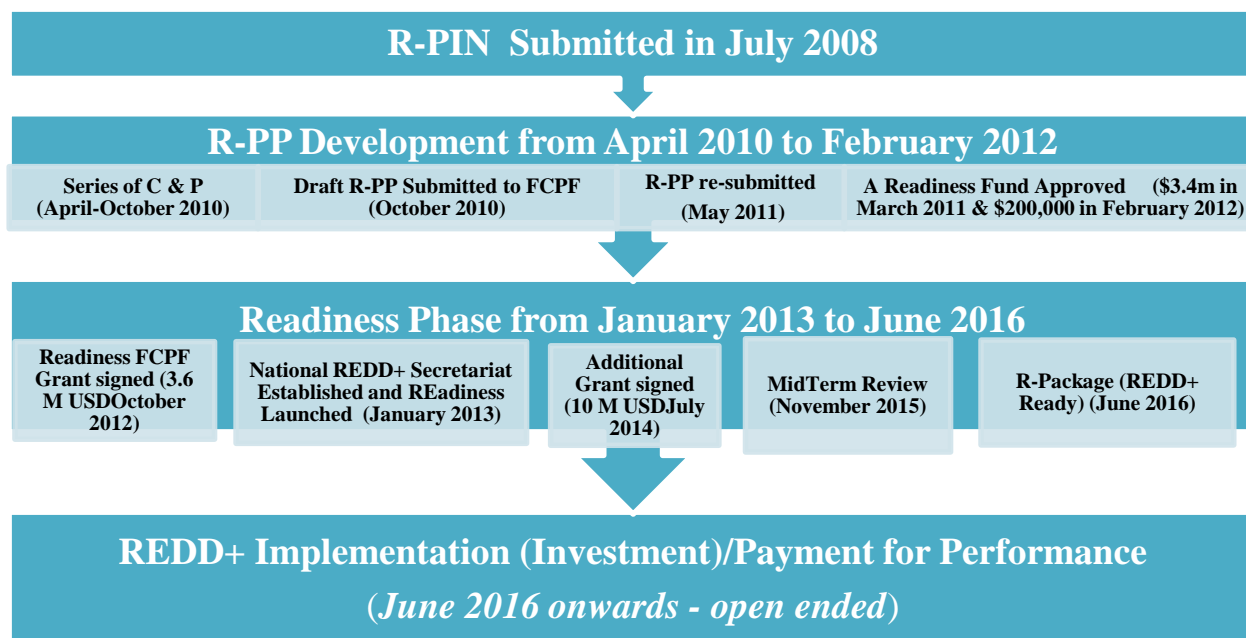 R-PIN Submitted in July 2008
R-PP Development from April 2010 to February 2012
Series of C & P
(April-October 2010)
Draft R-PP Submitted to FCPF
(October 2010)
R-PP re-submitted
(May 2011)
A Readiness Fund Approved ($3.4m in
March 2011 & $200,000 in February 2012)
Readiness Phase from January 2013 to June 2016
Readiness FCPF
Grant signed (3.6
M USDOctober
2012)
National REDD+ Secretariat
Established and REadiness
Launched (January 2013)
Additional
Grant signed
(10 M USDJuly
2014)
MidTerm Review
(November 2015)
R-Package (REDD+
Ready) (June 2016)
REDD+ Implementation (Investment)/Payment for Performance
(June 2016 onwards - open ended)